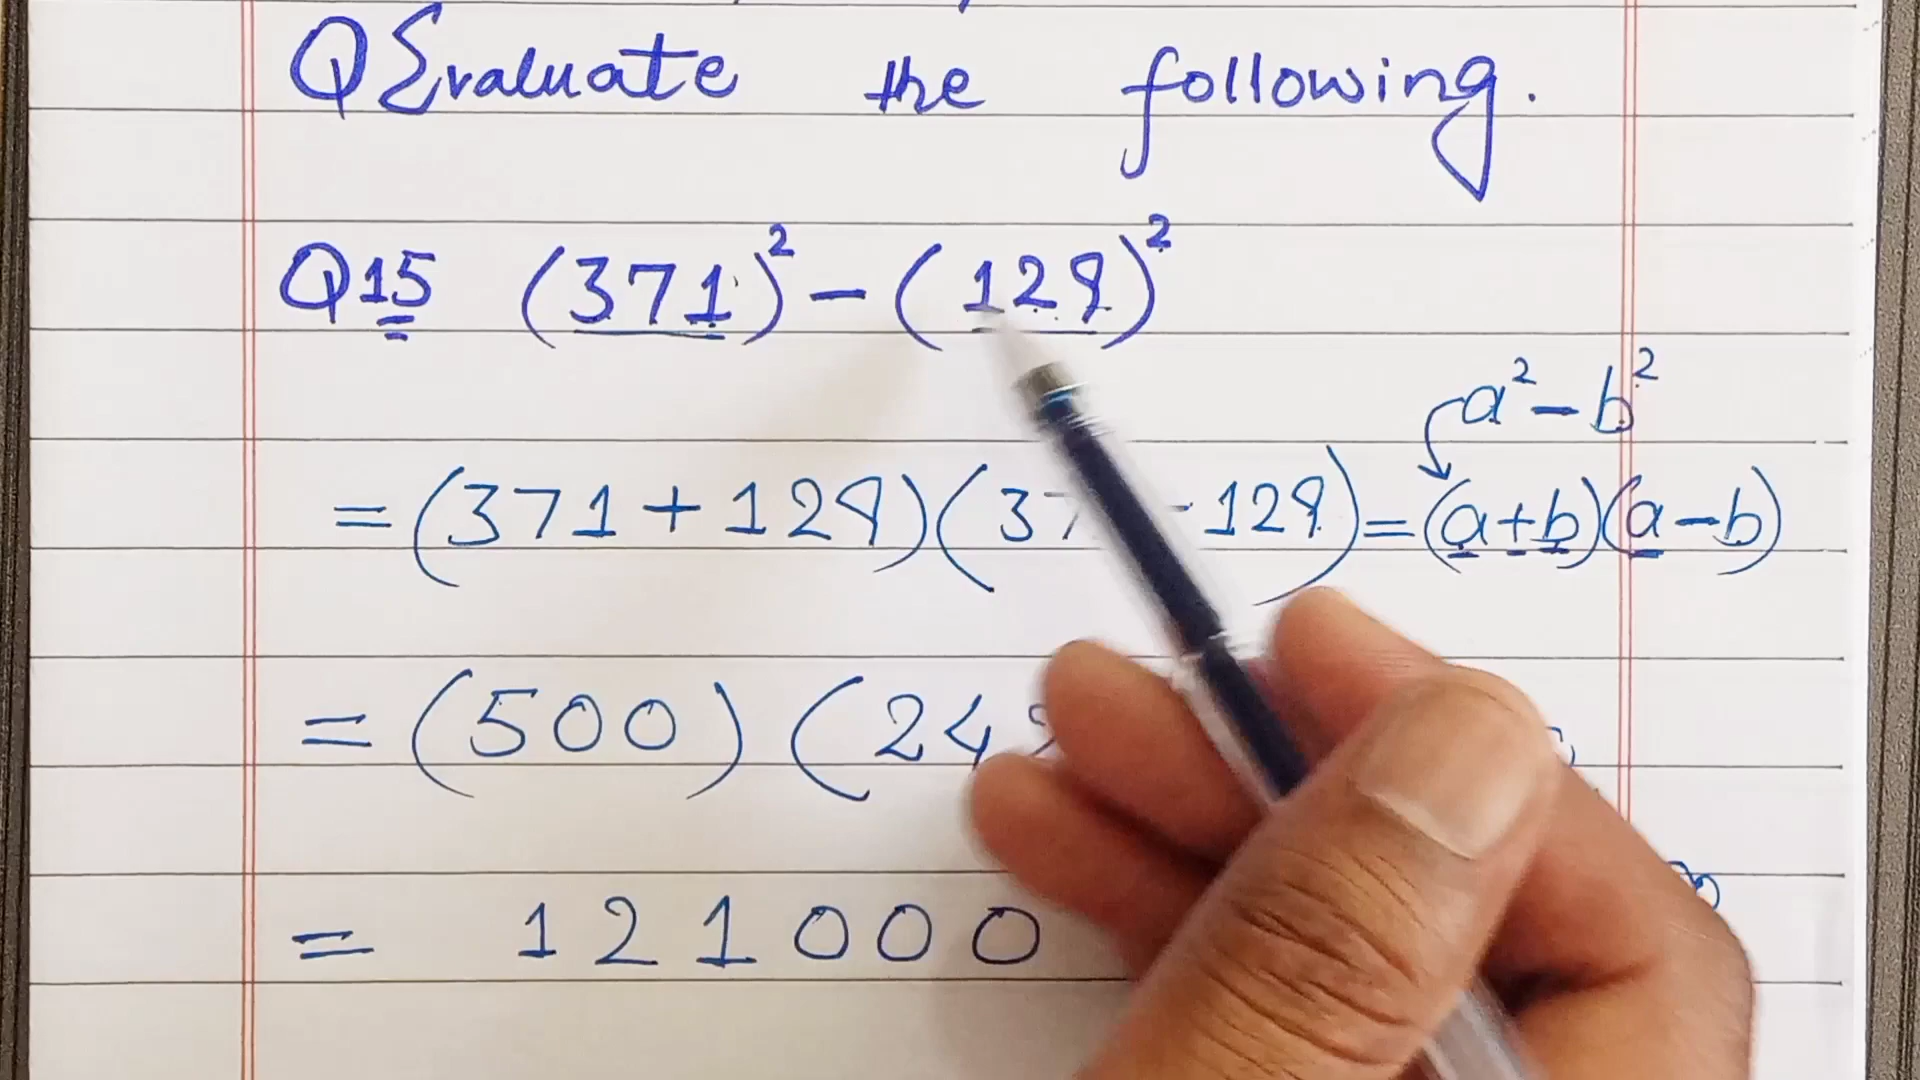 Q Evaluate the following.
Q15 (371)² - (129)²
a² - b²
= (371 + 129)(37 - 129) = (a+b)(a-b)
= (500) (24
= 121000